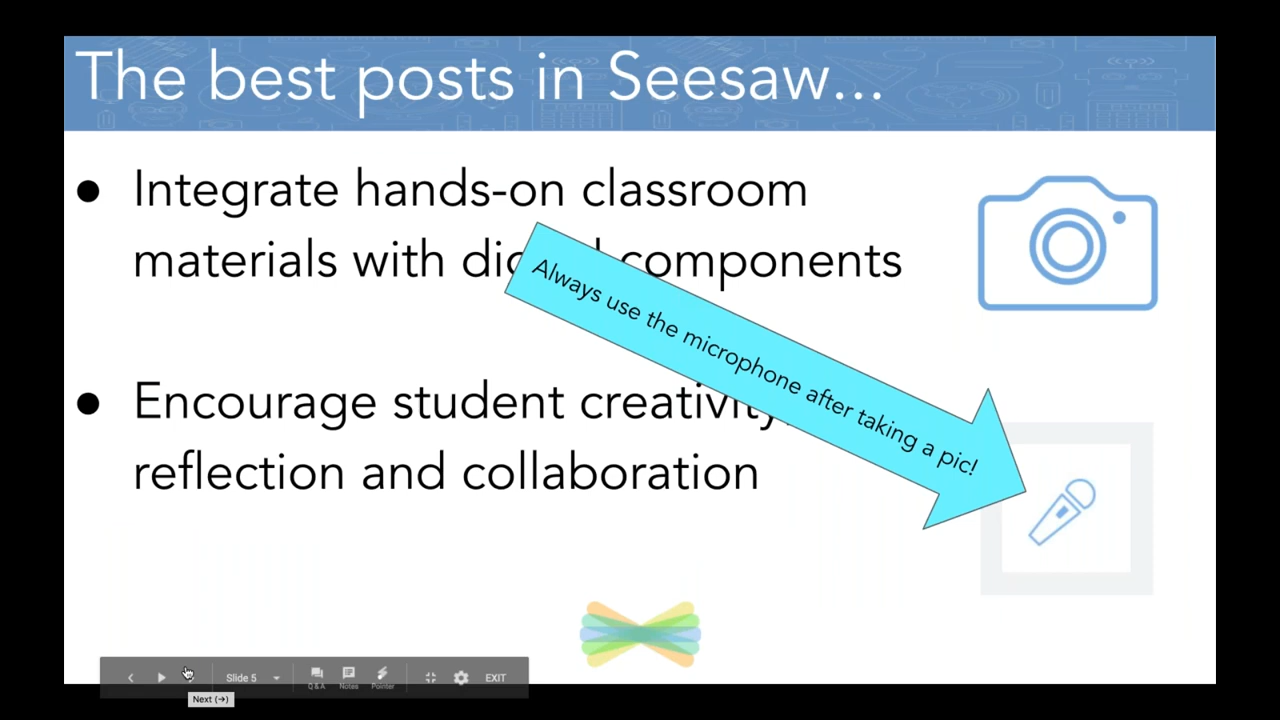 The best posts in Seesaw...
● Integrate hands-on classroom
materials with components
Always use the microphone after taking a pic!
● Encourage student creativity,
reflection and collaboration
Slide 5
Q & A
Notes
Pointer
EXIT
Next (→)